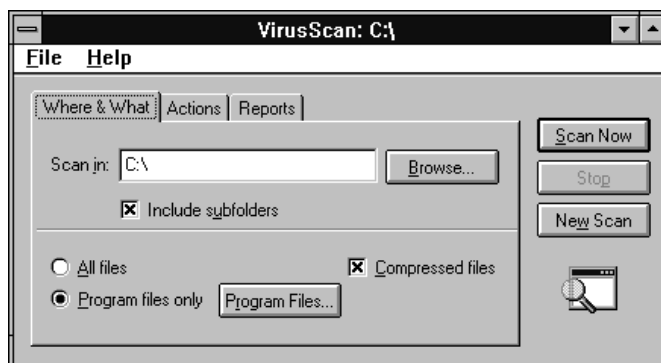 VirusScan: C:\
File Help
Where & What Actions Reports
Scan Now
Scan in: C:\ Browse...
Stop
Include subfolders
New Scan
All files Compressed files
Program files only Program Files...